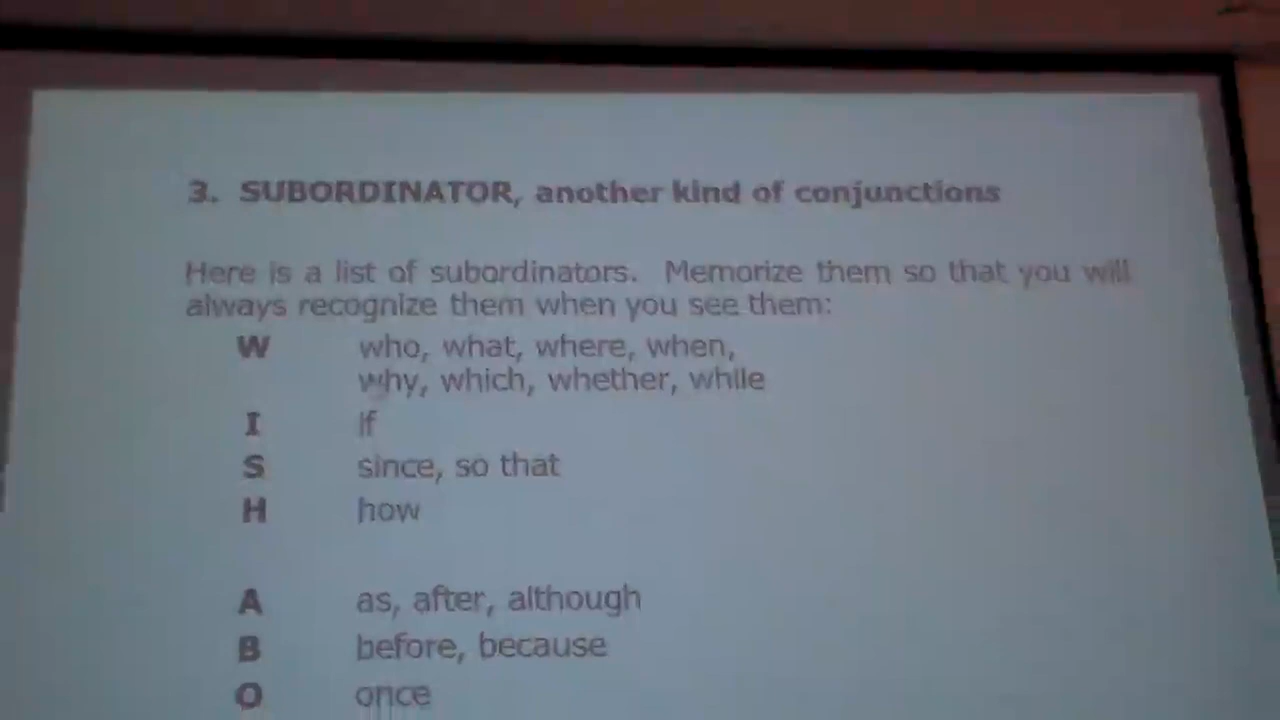 3. SUBORDINATOR, another kind of conjunctions
Here is a list of subordinators. Memorize them so that you will
always recognize them when you see them:
W who, what, where, when,
why, which, whether, while
I if
S since, so that
H how
A as, after, although
B before, because
O once